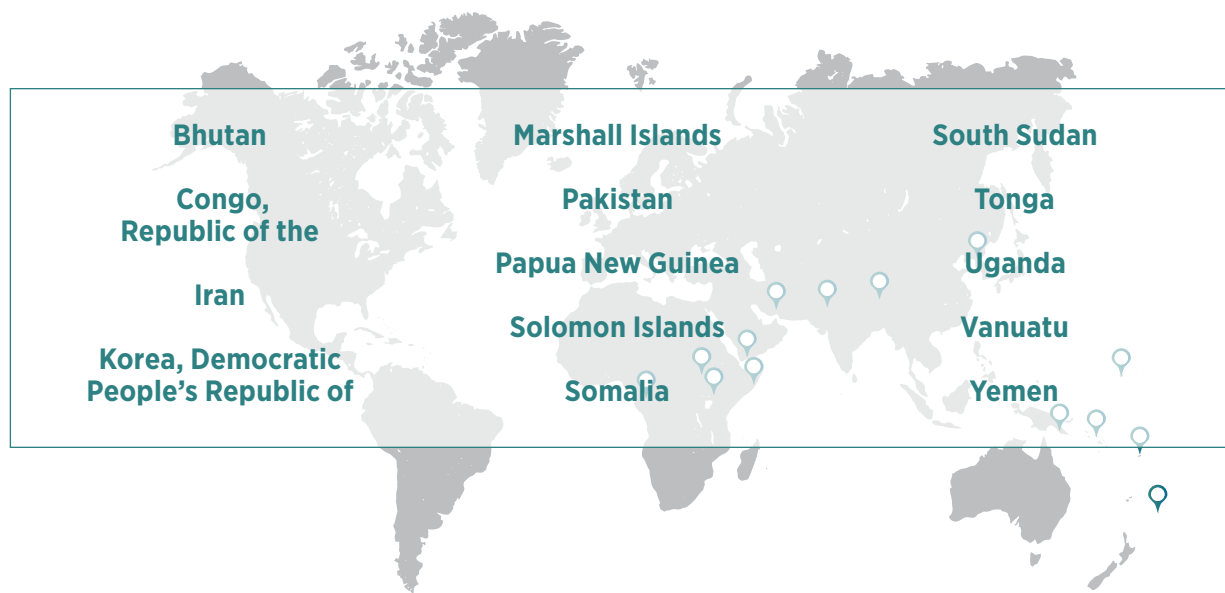 Bhutan
Congo,
Republic of the
Iran
Korea, Democratic
People’s Republic of
Marshall Islands
Pakistan
Papua New Guinea
Solomon Islands
Somalia
South Sudan
Tonga
Uganda
Vanuatu
Yemen